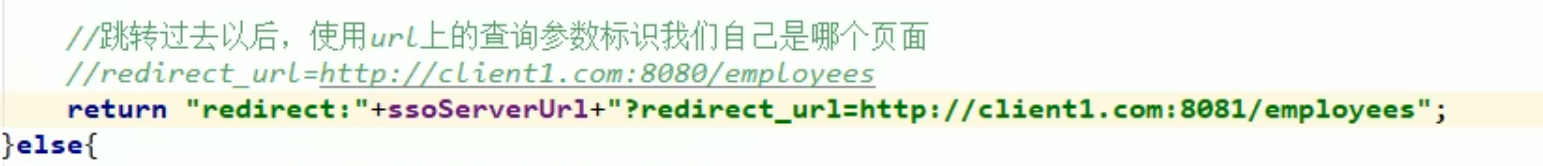 //跳转过去以后，使用url上的查询参数标识我们自己是哪个页面
//redirect_url=http://client1.com:8080/employees
return "redirect:"+ssoServerUrl+"?redirect_url=http://client1.com:8081/employees";
}else{